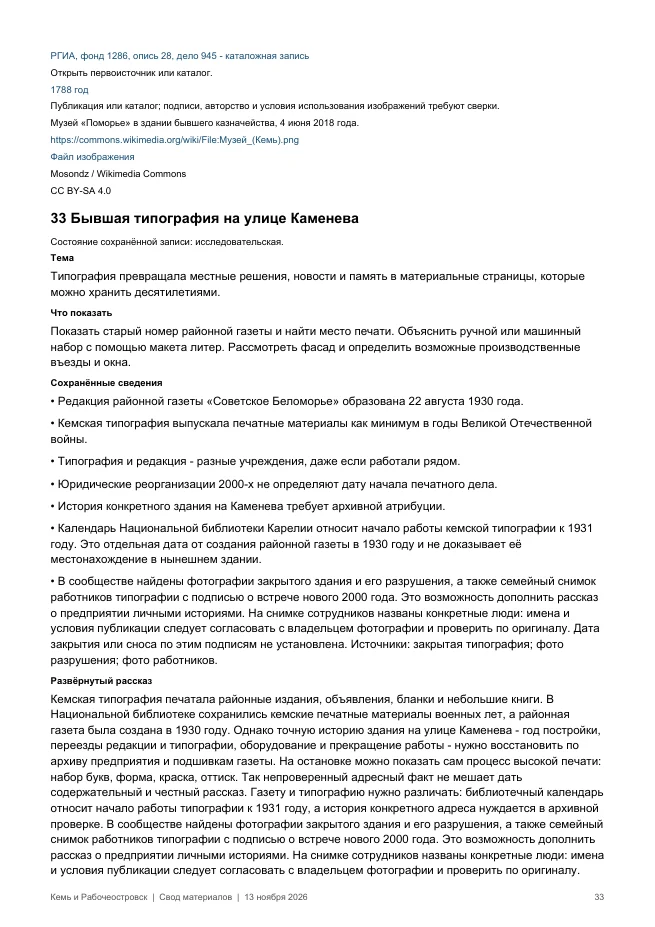 РГИА, фонд 1286, опись 28, дело 945 - каталожная запись
Открыть первоисточник или каталог.
1788 год
Публикация или каталог; подписи, авторство и условия использования изображений требуют сверки.
Музей «Поморье» в здании бывшего казначейства, 4 июня 2018 года.
https://commons.wikimedia.org/wiki/File:Музей_(Кемь).png
Файл изображения
Mosondz / Wikimedia Commons
CC BY-SA 4.0
33 Бывшая типография на улице Каменева
Состояние сохранённой записи: исследовательская.
Тема
Типография превращала местные решения, новости и память в материальные страницы, которые
можно хранить десятилетиями.
Что показать
Показать старый номер районной газеты и найти место печати. Объяснить ручной или машинный
набор с помощью макета литер. Рассмотреть фасад и определить возможные производственные
въезды и окна.
Сохранённые сведения
• Редакция районной газеты «Советское Беломорье» образована 22 августа 1930 года.
• Кемская типография выпускала печатные материалы как минимум в годы Великой Отечественной
войны.
• Типография и редакция - разные учреждения, даже если работали рядом.
• Юридические реорганизации 2000-х не определяют дату начала печатного дела.
• История конкретного здания на Каменева требует архивной атрибуции.
• Календарь Национальной библиотеки Карелии относит начало работы кемской типографии к 1931
году. Это отдельная дата от создания районной газеты в 1930 году и не доказывает её
местонахождение в нынешнем здании.
• В сообществе найдены фотографии закрытого здания и его разрушения, а также семейный снимок
работников типографии с подписью о встрече нового 2000 года. Это возможность дополнить рассказ
о предприятии личными историями. На снимке сотрудников названы конкретные люди: имена и
условия публикации следует согласовать с владельцем фотографии и проверить по оригиналу. Дата
закрытия или сноса по этим подписям не установлена. Источники: закрытая типография; фото
разрушения; фото работников.
Развёрнутый рассказ
Кемская типография печатала районные издания, объявления, бланки и небольшие книги. В
Национальной библиотеке сохранились кемские печатные материалы военных лет, а районная
газета была создана в 1930 году. Однако точную историю здания на улице Каменева - год постройки,
переезды редакции и типографии, оборудование и прекращение работы - нужно восстановить по
архиву предприятия и подшивкам газеты. На остановке можно показать сам процесс высокой печати:
набор букв, форма, краска, оттиск. Так непроверенный адресный факт не мешает дать
содержательный и честный рассказ. Газету и типографию нужно различать: библиотечный календарь
относит начало работы типографии к 1931 году, а история конкретного адреса нуждается в архивной
проверке. В сообществе найдены фотографии закрытого здания и его разрушения, а также семейный
снимок работников типографии с подписью о встрече нового 2000 года. Это возможность дополнить
рассказ о предприятии личными историями. На снимке сотрудников названы конкретные люди: имена
и условия публикации следует согласовать с владельцем фотографии и проверить по оригиналу.
Кемь и Рабочеостровск | Свод материалов | 13 ноября 2026
33